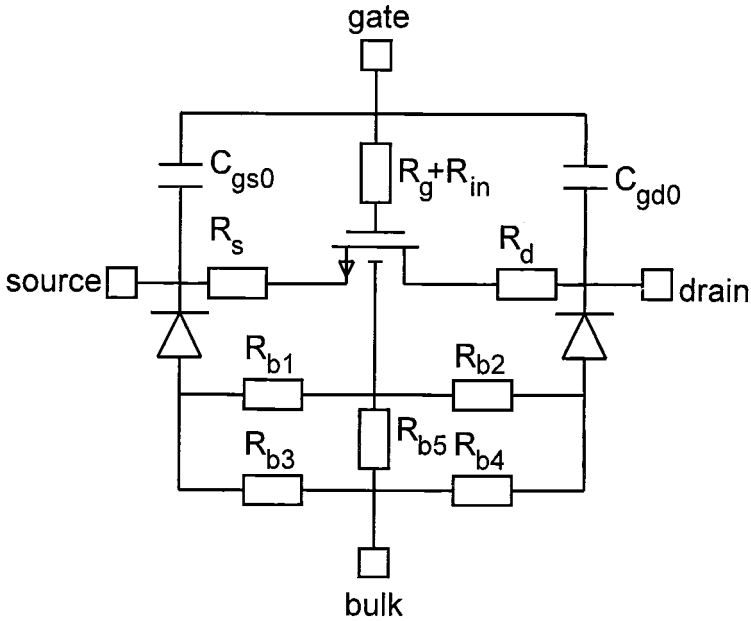 gate
C_gs0
R_g+R_in
C_gd0
R_s
R_d
source
drain
R_b1
R_b2
R_b3
R_b5
R_b4
bulk